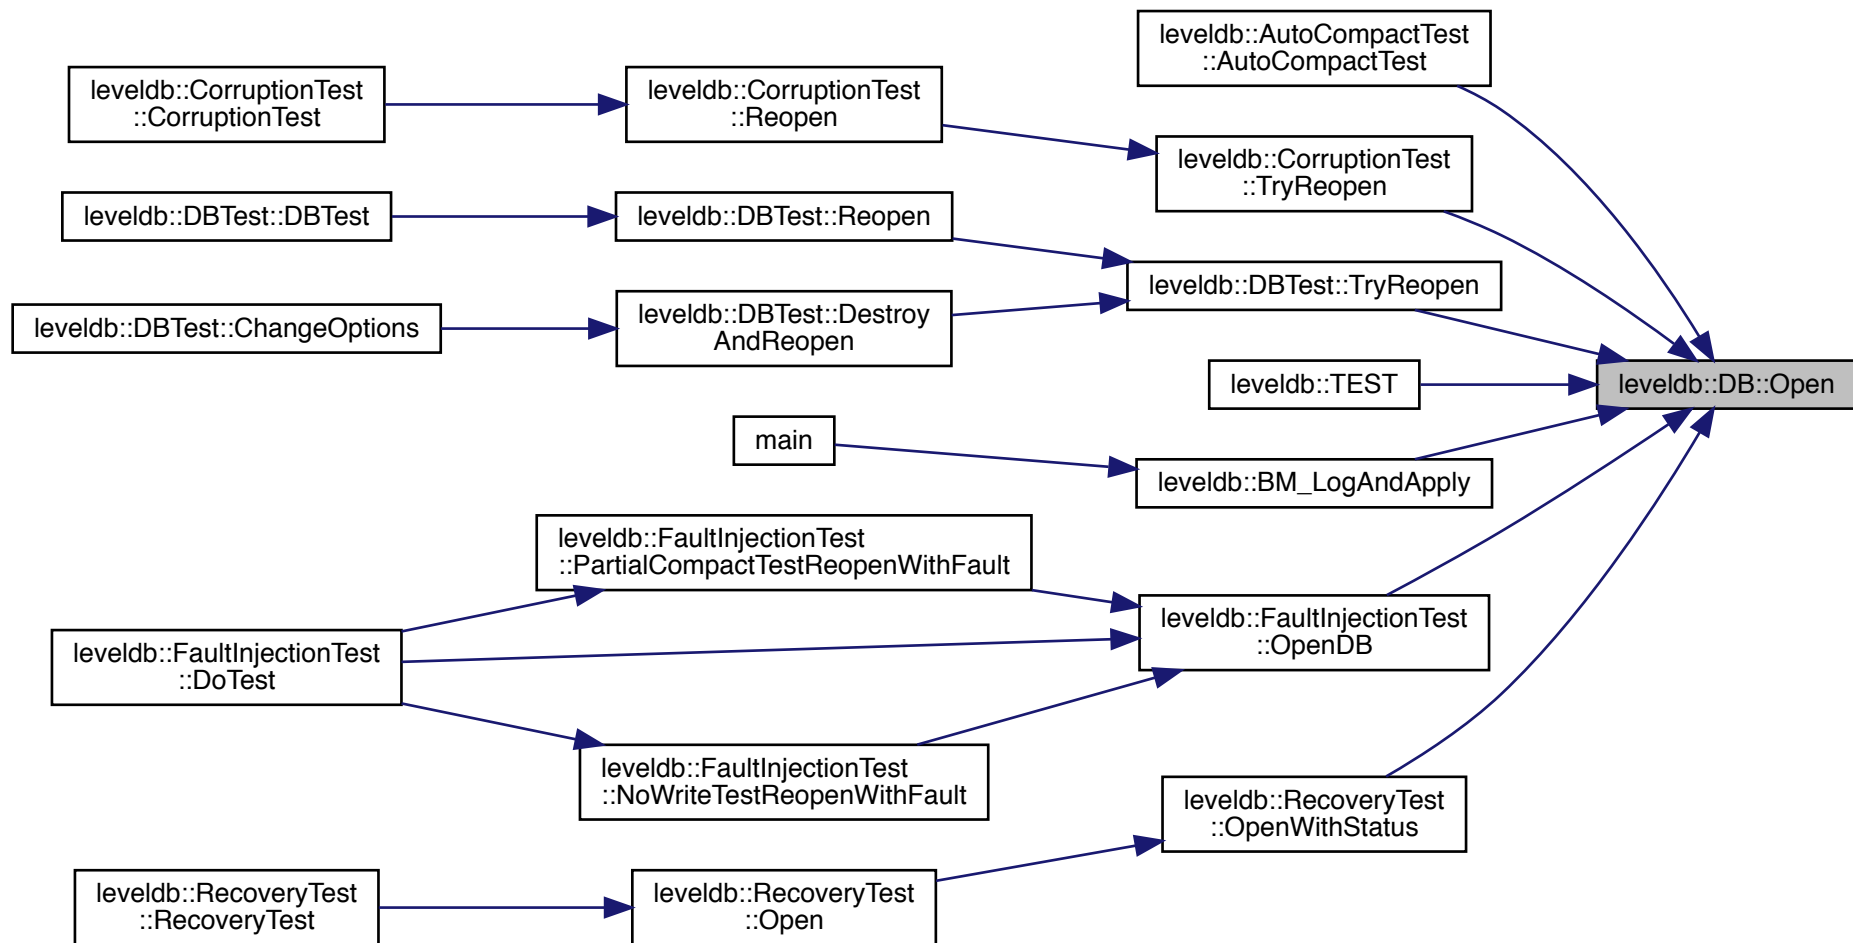 leveldb::AutoCompactTest
::AutoCompactTest
leveldb::CorruptionTest
::CorruptionTest
leveldb::CorruptionTest
::Reopen
leveldb::CorruptionTest
::TryReopen
leveldb::DBTest::DBTest
leveldb::DBTest::Reopen
leveldb::DBTest::TryReopen
leveldb::DBTest::ChangeOptions
leveldb::DBTest::Destroy
AndReopen
leveldb::TEST
leveldb::DB::Open
main
leveldb::BM_LogAndApply
leveldb::FaultInjectionTest
::PartialCompactTestReopenWithFault
leveldb::FaultInjectionTest
::OpenDB
leveldb::FaultInjectionTest
::DoTest
leveldb::FaultInjectionTest
::NoWriteTestReopenWithFault
leveldb::RecoveryTest
::OpenWithStatus
leveldb::RecoveryTest
::RecoveryTest
leveldb::RecoveryTest
::Open